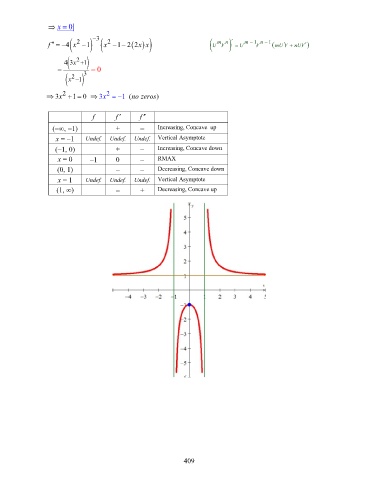 ⇒ x = 0
f″ = −4(x² −1)⁻³ (x² −1−2(2x)x)    (UᵐVⁿ)′ = Uᵐ⁻¹Vⁿ⁻¹(mU′V + nUV′)
= 4(3x²+1) / (x²−1)³ = 0
⇒ 3x² +1 = 0 ⇒ 3x² = −1 (no zeros)
f f′ f″
(−∞, −1) + = Increasing, Concave up
x = −1 Undef. Undef. Undef. Vertical Asymptote
(−1, 0) + − Increasing, Concave down
x = 0 −1 0 − RMAX
(0, 1) − − Decreasing, Concave down
x = 1 Undef. Undef. Undef. Vertical Asymptote
(1, ∞) = + Decreasing, Concave up
y
5
4
3
2
1
x
−4 −3 −2 −1 1 2 3 4 5
−2
−3
−4
−5
409